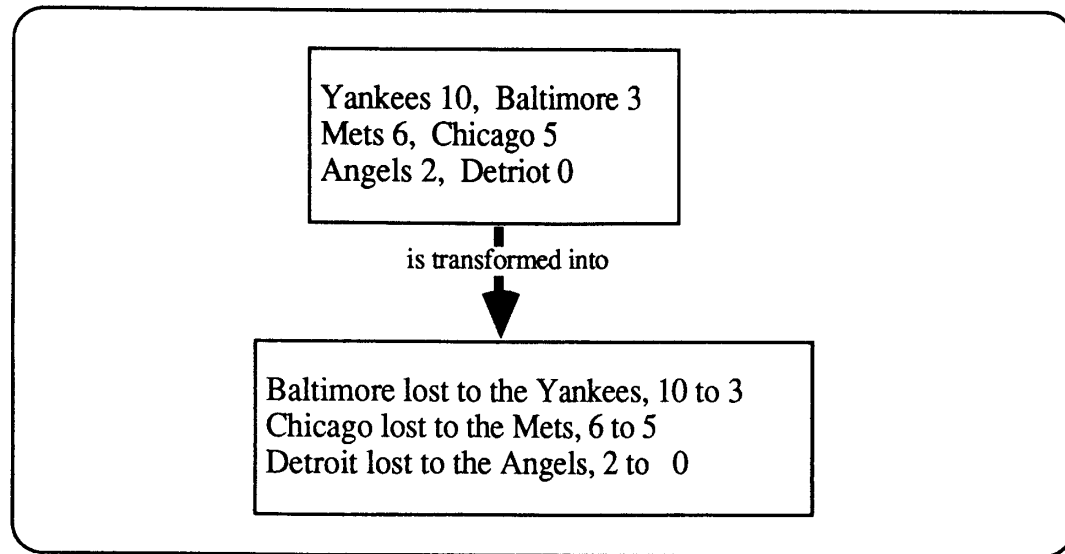 Yankees 10, Baltimore 3
Mets 6, Chicago 5
Angels 2, Detriot 0
is transformed into
Baltimore lost to the Yankees, 10 to 3
Chicago lost to the Mets, 6 to 5
Detroit lost to the Angels, 2 to 0